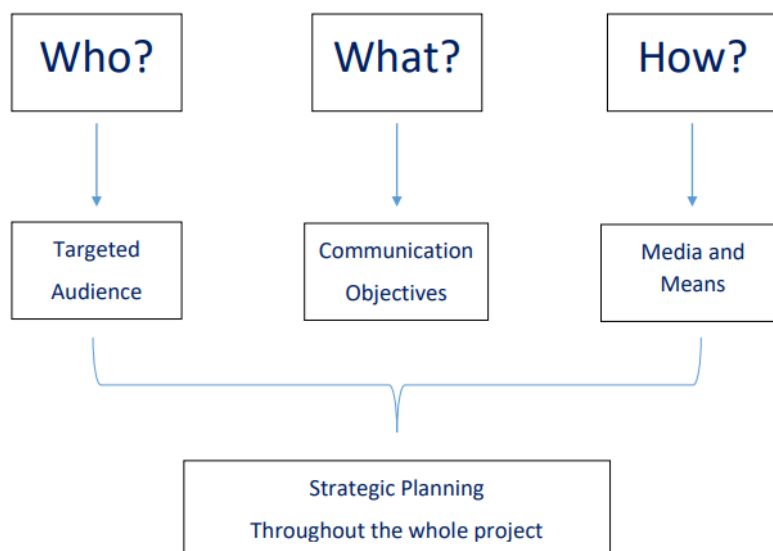 Who?
What?
How?
Targeted
Audience
Communication
Objectives
Media and
Means
Strategic Planning
Throughout the whole project